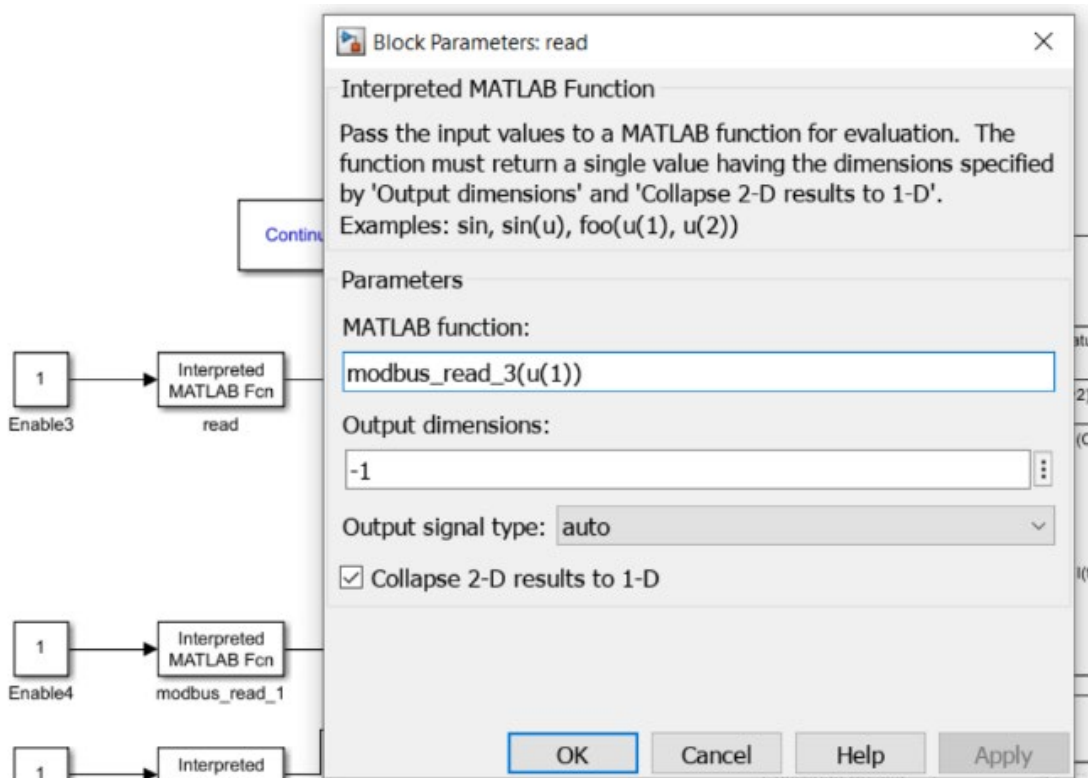 Block Parameters: read
Interpreted MATLAB Function
Pass the input values to a MATLAB function for evaluation. The
function must return a single value having the dimensions specified
by 'Output dimensions' and 'Collapse 2-D results to 1-D'.
Examples: sin, sin(u), foo(u(1), u(2))
Parameters
MATLAB function:
modbus_read_3(u(1))
Output dimensions:
-1
Output signal type: auto
Collapse 2-D results to 1-D
OK Cancel Help Apply
Continu
1
Interpreted
MATLAB Fcn
Enable3
read
1
Interpreted
MATLAB Fcn
Enable4
modbus_read_1
1
Interpreted